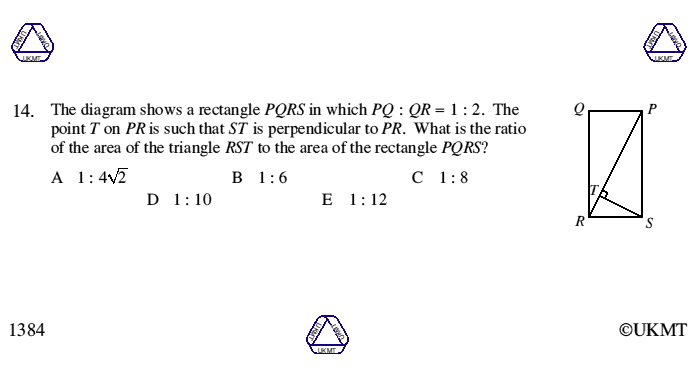 UKMT UKMT UKMT
UKMT UKMT UKMT
14. The diagram shows a rectangle PQRS in which PQ : QR = 1 : 2. The
point T on PR is such that ST is perpendicular to PR. What is the ratio
of the area of the triangle RST to the area of the rectangle PQRS?
A 1 : 4√2 B 1 : 6 C 1 : 8
D 1 : 10 E 1 : 12
Q P
T
R S
1384
UKMT UKMT UKMT
©UKMT